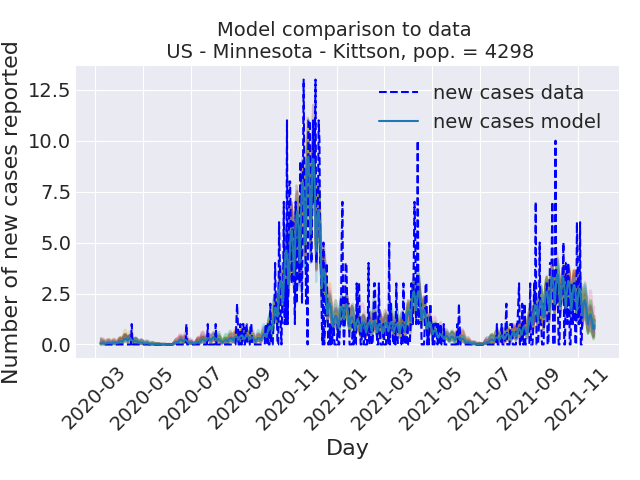 Model comparison to data
US - Minnesota - Kittson, pop. = 4298
Number of new cases reported
12.5
10.0
7.5
5.0
2.5
0.0
new cases data
new cases model
2020-03
2020-05
2020-07
2020-09
2020-11
2021-01
2021-03
2021-05
2021-07
2021-09
2021-11
Day